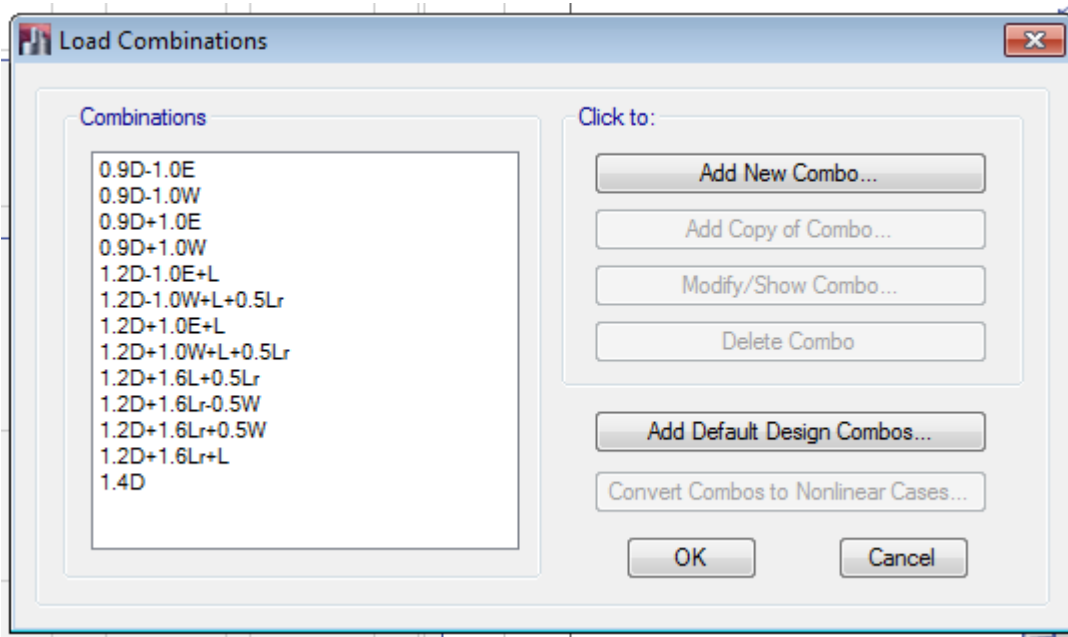 Load Combinations
Combinations
0.9D-1.0E
0.9D-1.0W
0.9D+1.0E
0.9D+1.0W
1.2D-1.0E+L
1.2D-1.0W+L+0.5Lr
1.2D+1.0E+L
1.2D+1.0W+L+0.5Lr
1.2D+1.6L+0.5Lr
1.2D+1.6Lr-0.5W
1.2D+1.6Lr+0.5W
1.2D+1.6Lr+L
1.4D
Click to:
Add New Combo...
Add Copy of Combo...
Modify/Show Combo...
Delete Combo
Add Default Design Combos...
Convert Combos to Nonlinear Cases...
OK
Cancel